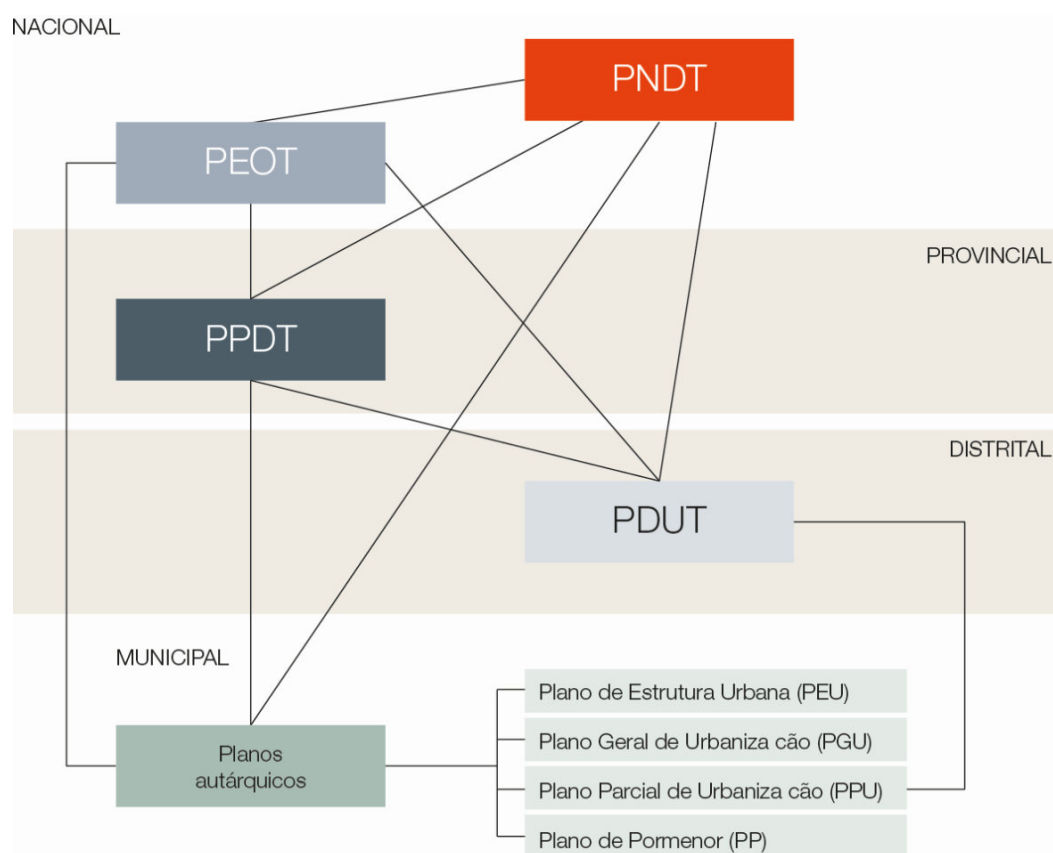 NACIONAL
PNDT
PEOT
PROVINCIAL
PPDT
DISTRITAL
PDUT
MUNICIPAL
Planos
autárquicos
Plano de Estrutura Urbana (PEU)
Plano Geral de Urbaniza cão (PGU)
Plano Parcial de Urbaniza cão (PPU)
Plano de Pormenor (PP)